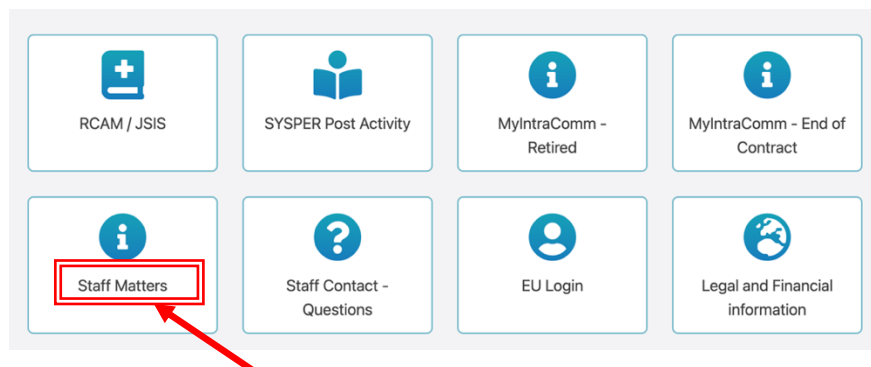 RCAM / JSIS
SYSPER Post Activity
MyIntraComm -
Retired
MyIntraComm - End of
Contract
Staff Matters
Staff Contact -
Questions
EU Login
Legal and Financial
information